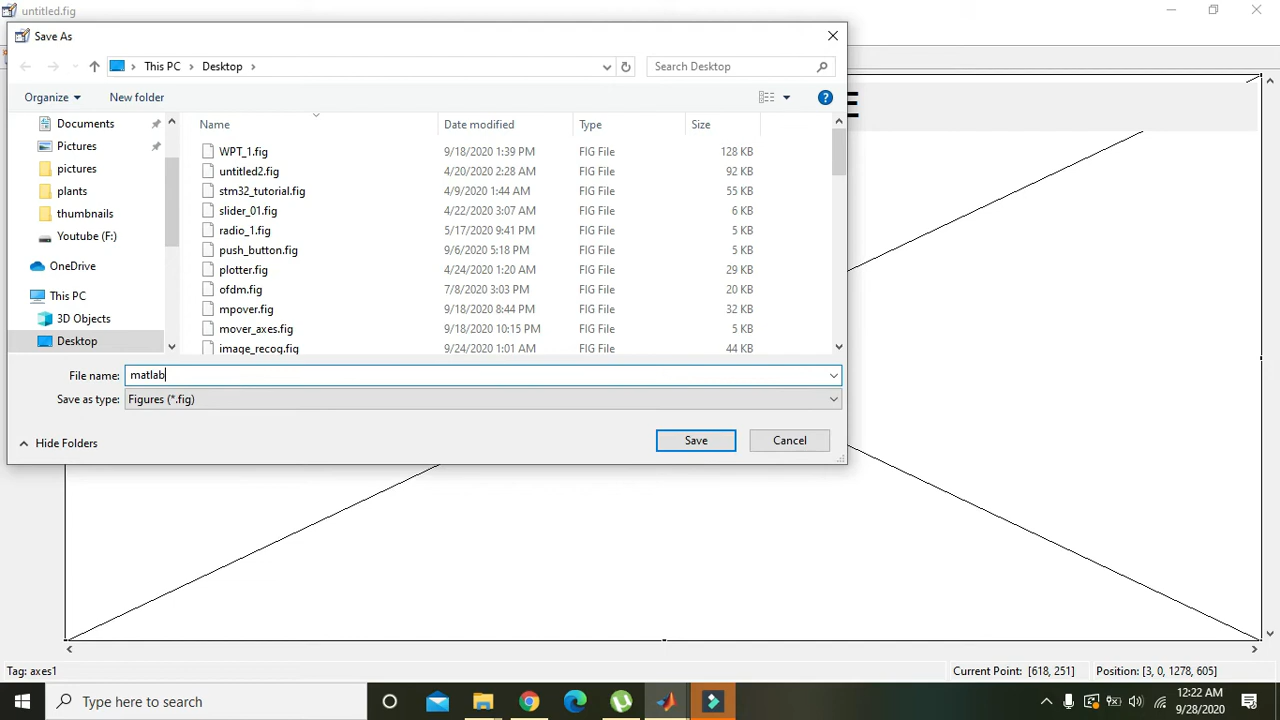 untitled.fig
Save As
This PC > Desktop >
Search Desktop
Organize
New folder
Name
Date modified
Type
Size
Documents
Pictures
pictures
plants
thumbnails
Youtube (F:)
OneDrive
This PC
3D Objects
Desktop
WPT_1.fig 9/18/2020 1:39 PM FIG File 128 KB
untitled2.fig 4/20/2020 2:28 AM FIG File 92 KB
stm32_tutorial.fig 4/9/2020 1:44 AM FIG File 55 KB
slider_01.fig 4/22/2020 3:07 AM FIG File 6 KB
radio_1.fig 5/17/2020 9:41 PM FIG File 5 KB
push_button.fig 9/6/2020 5:18 PM FIG File 5 KB
plotter.fig 4/24/2020 1:20 AM FIG File 29 KB
ofdm.fig 7/8/2020 3:03 PM FIG File 20 KB
mpover.fig 9/18/2020 8:44 PM FIG File 32 KB
mover_axes.fig 9/18/2020 10:15 PM FIG File 5 KB
image_recog.fig 9/24/2020 1:01 AM FIG File 44 KB
File name: matlab
Save as type: Figures (*.fig)
Hide Folders
Save
Cancel
E
Tag: axes1
Current Point: [618, 251]
Position: [3, 0, 1278, 605]
Type here to search
12:22 AM
9/28/2020